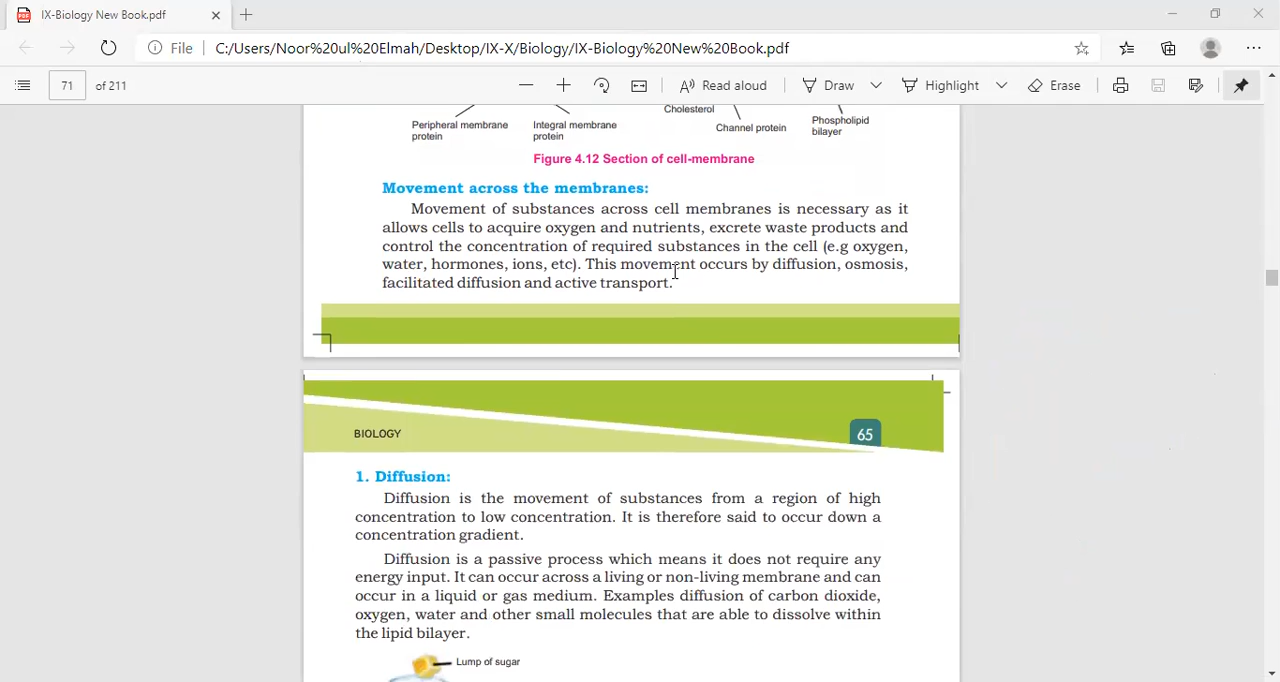 IX-Biology New Book.pdf
File
C:/Users/Noor%20ul%20Elmah/Desktop/IX-X/Biology/IX-Biology%20New%20Book.pdf
71 of 211
Read aloud
Draw
Highlight
Erase
Peripheral membrane
protein
Integral membrane
protein
Cholesterol
Channel protein
Phospholipid
bilayer
Figure 4.12 Section of cell-membrane
Movement across the membranes:
Movement of substances across cell membranes is necessary as it
allows cells to acquire oxygen and nutrients, excrete waste products and
control the concentration of required substances in the cell (e.g oxygen,
water, hormones, ions, etc). This movement occurs by diffusion, osmosis,
facilitated diffusion and active transport.
BIOLOGY
65
1. Diffusion:
Diffusion is the movement of substances from a region of high
concentration to low concentration. It is therefore said to occur down a
concentration gradient.
Diffusion is a passive process which means it does not require any
energy input. It can occur across a living or non-living membrane and can
occur in a liquid or gas medium. Examples diffusion of carbon dioxide,
oxygen, water and other small molecules that are able to dissolve within
the lipid bilayer.
Lump of sugar